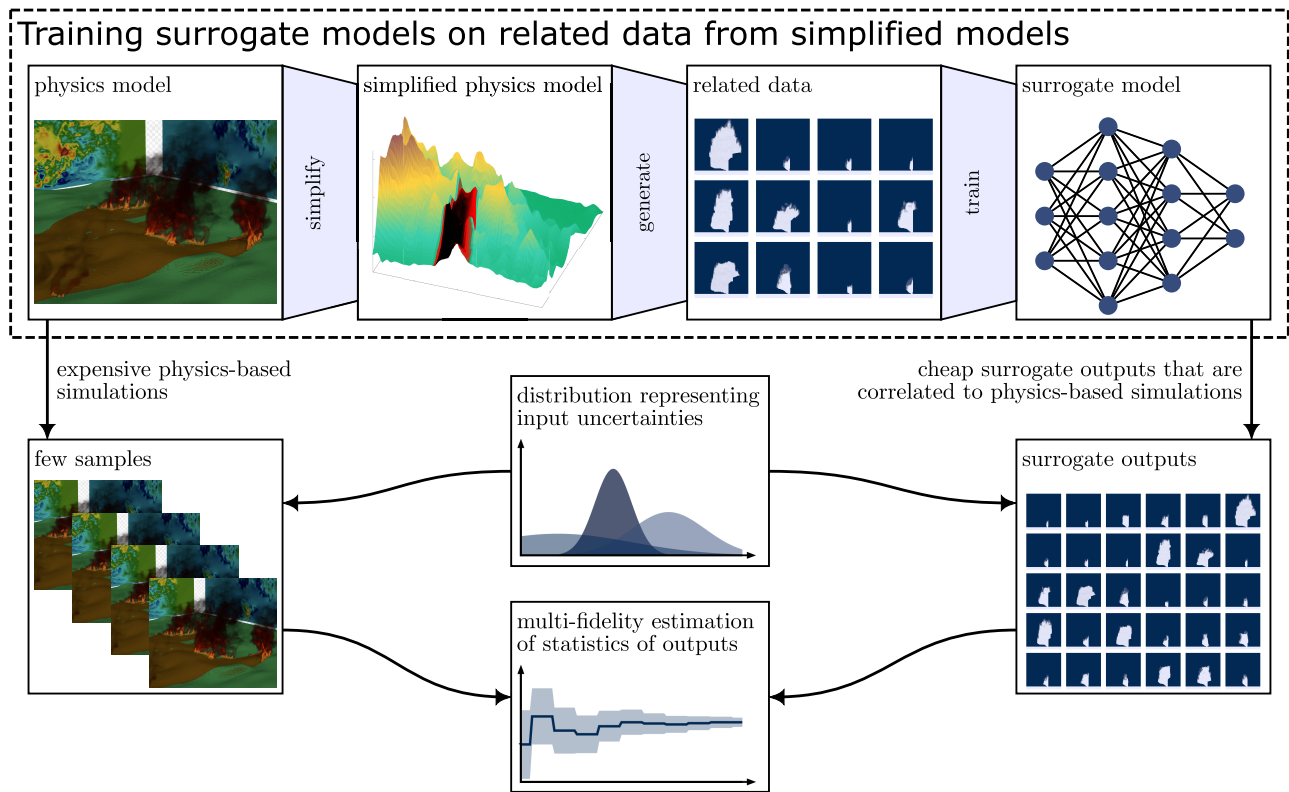 Training surrogate models on related data from simplified models
physics model
simplify
simplified physics model
generate
related data
train
surrogate model
expensive physics-based
simulations
cheap surrogate outputs that are
correlated to physics-based simulations
distribution representing
input uncertainties
few samples
surrogate outputs
multi-fidelity estimation
of statistics of outputs